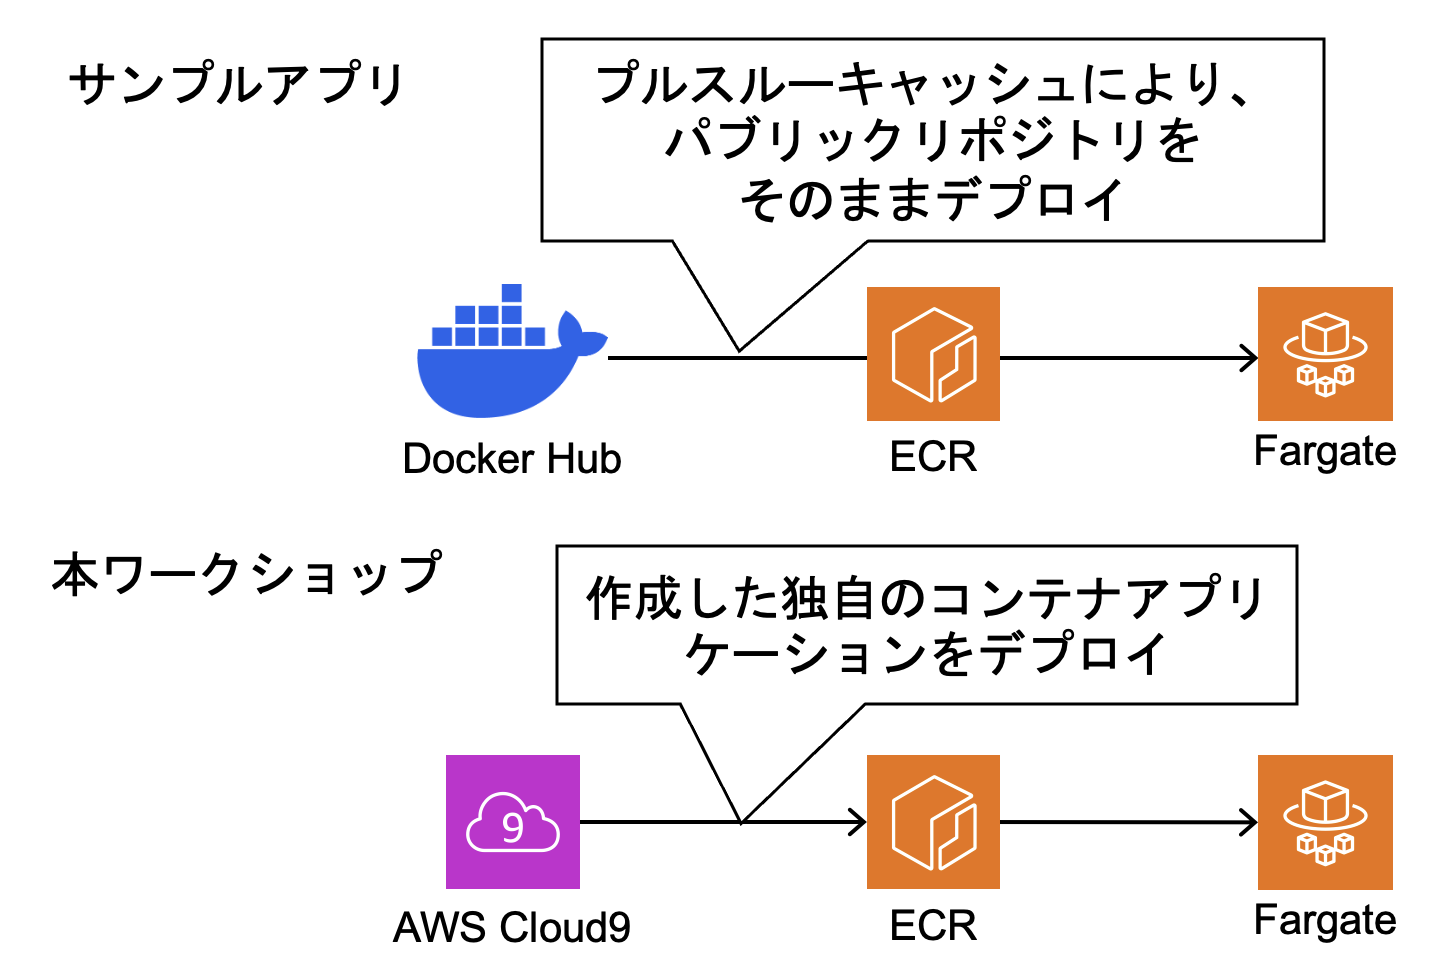 サンプルアプリ
プルスルーキャッシュにより、
パブリックリポジトリを
そのままデプロイ
Docker Hub
ECR
Fargate
本ワークショップ
作成した独自のコンテナアプリ
ケーションをデプロイ
9
AWS Cloud9
ECR
Fargate